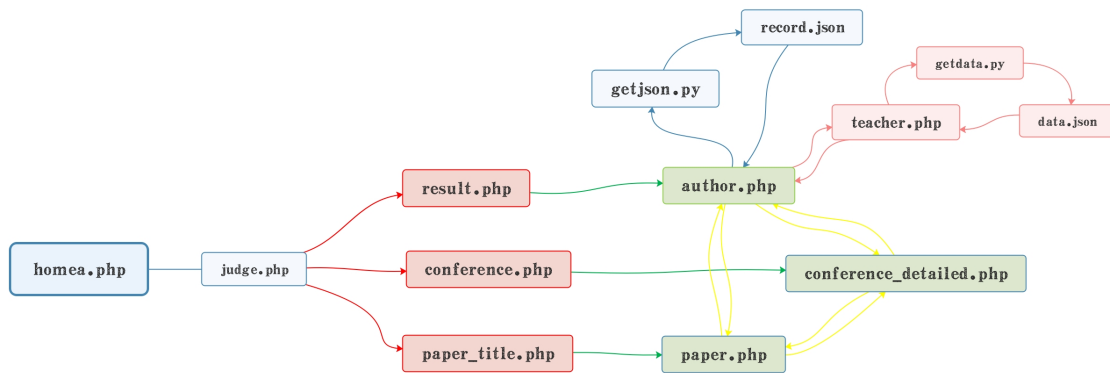 record.json
getdata.py
getjson.py
teacher.php
data.json
result.php
author.php
homea.php
judge.php
conference.php
conference_detailed.php
paper_title.php
paper.php